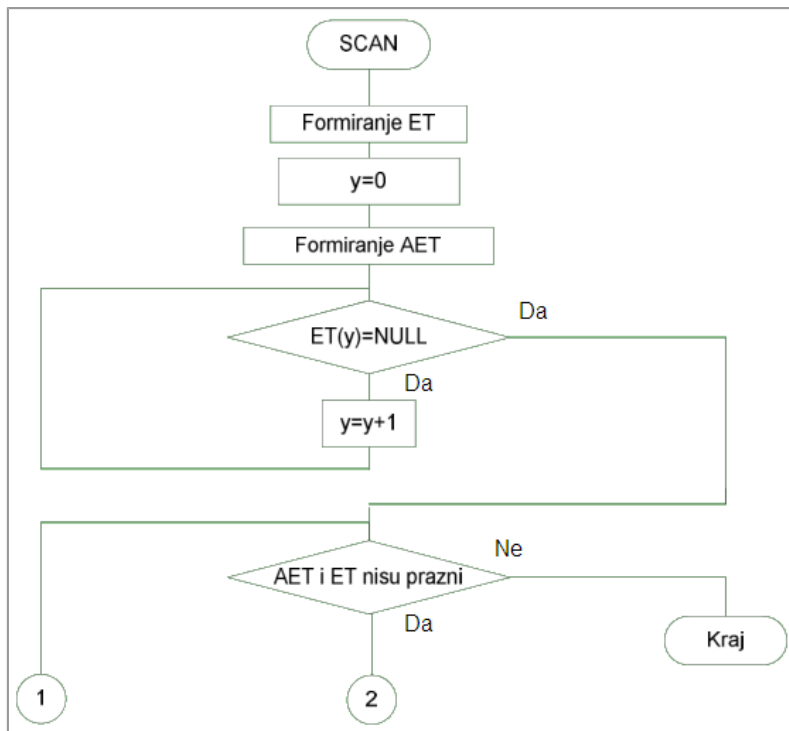 SCAN
Formiranje ET
y=0
Formiranje AET
Da
ET(y)=NULL
Da
y=y+1
Ne
AET i ET nisu prazni
Da
Kraj
1
2